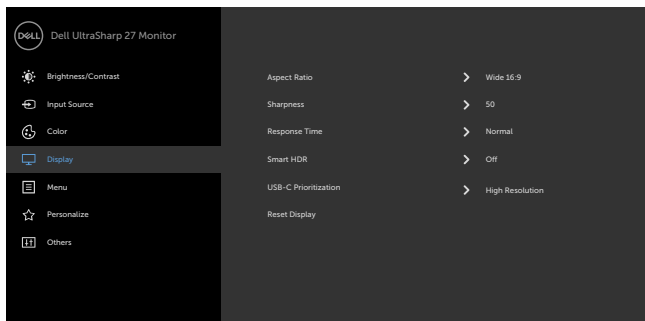 DELL Dell UltraSharp 27 Monitor
Brightness/Contrast
Input Source
Color
Display
Menu
Personalize
Others
Aspect Ratio Wide 16:9
Sharpness 50
Response Time Normal
Smart HDR Off
USB-C Prioritization High Resolution
Reset Display